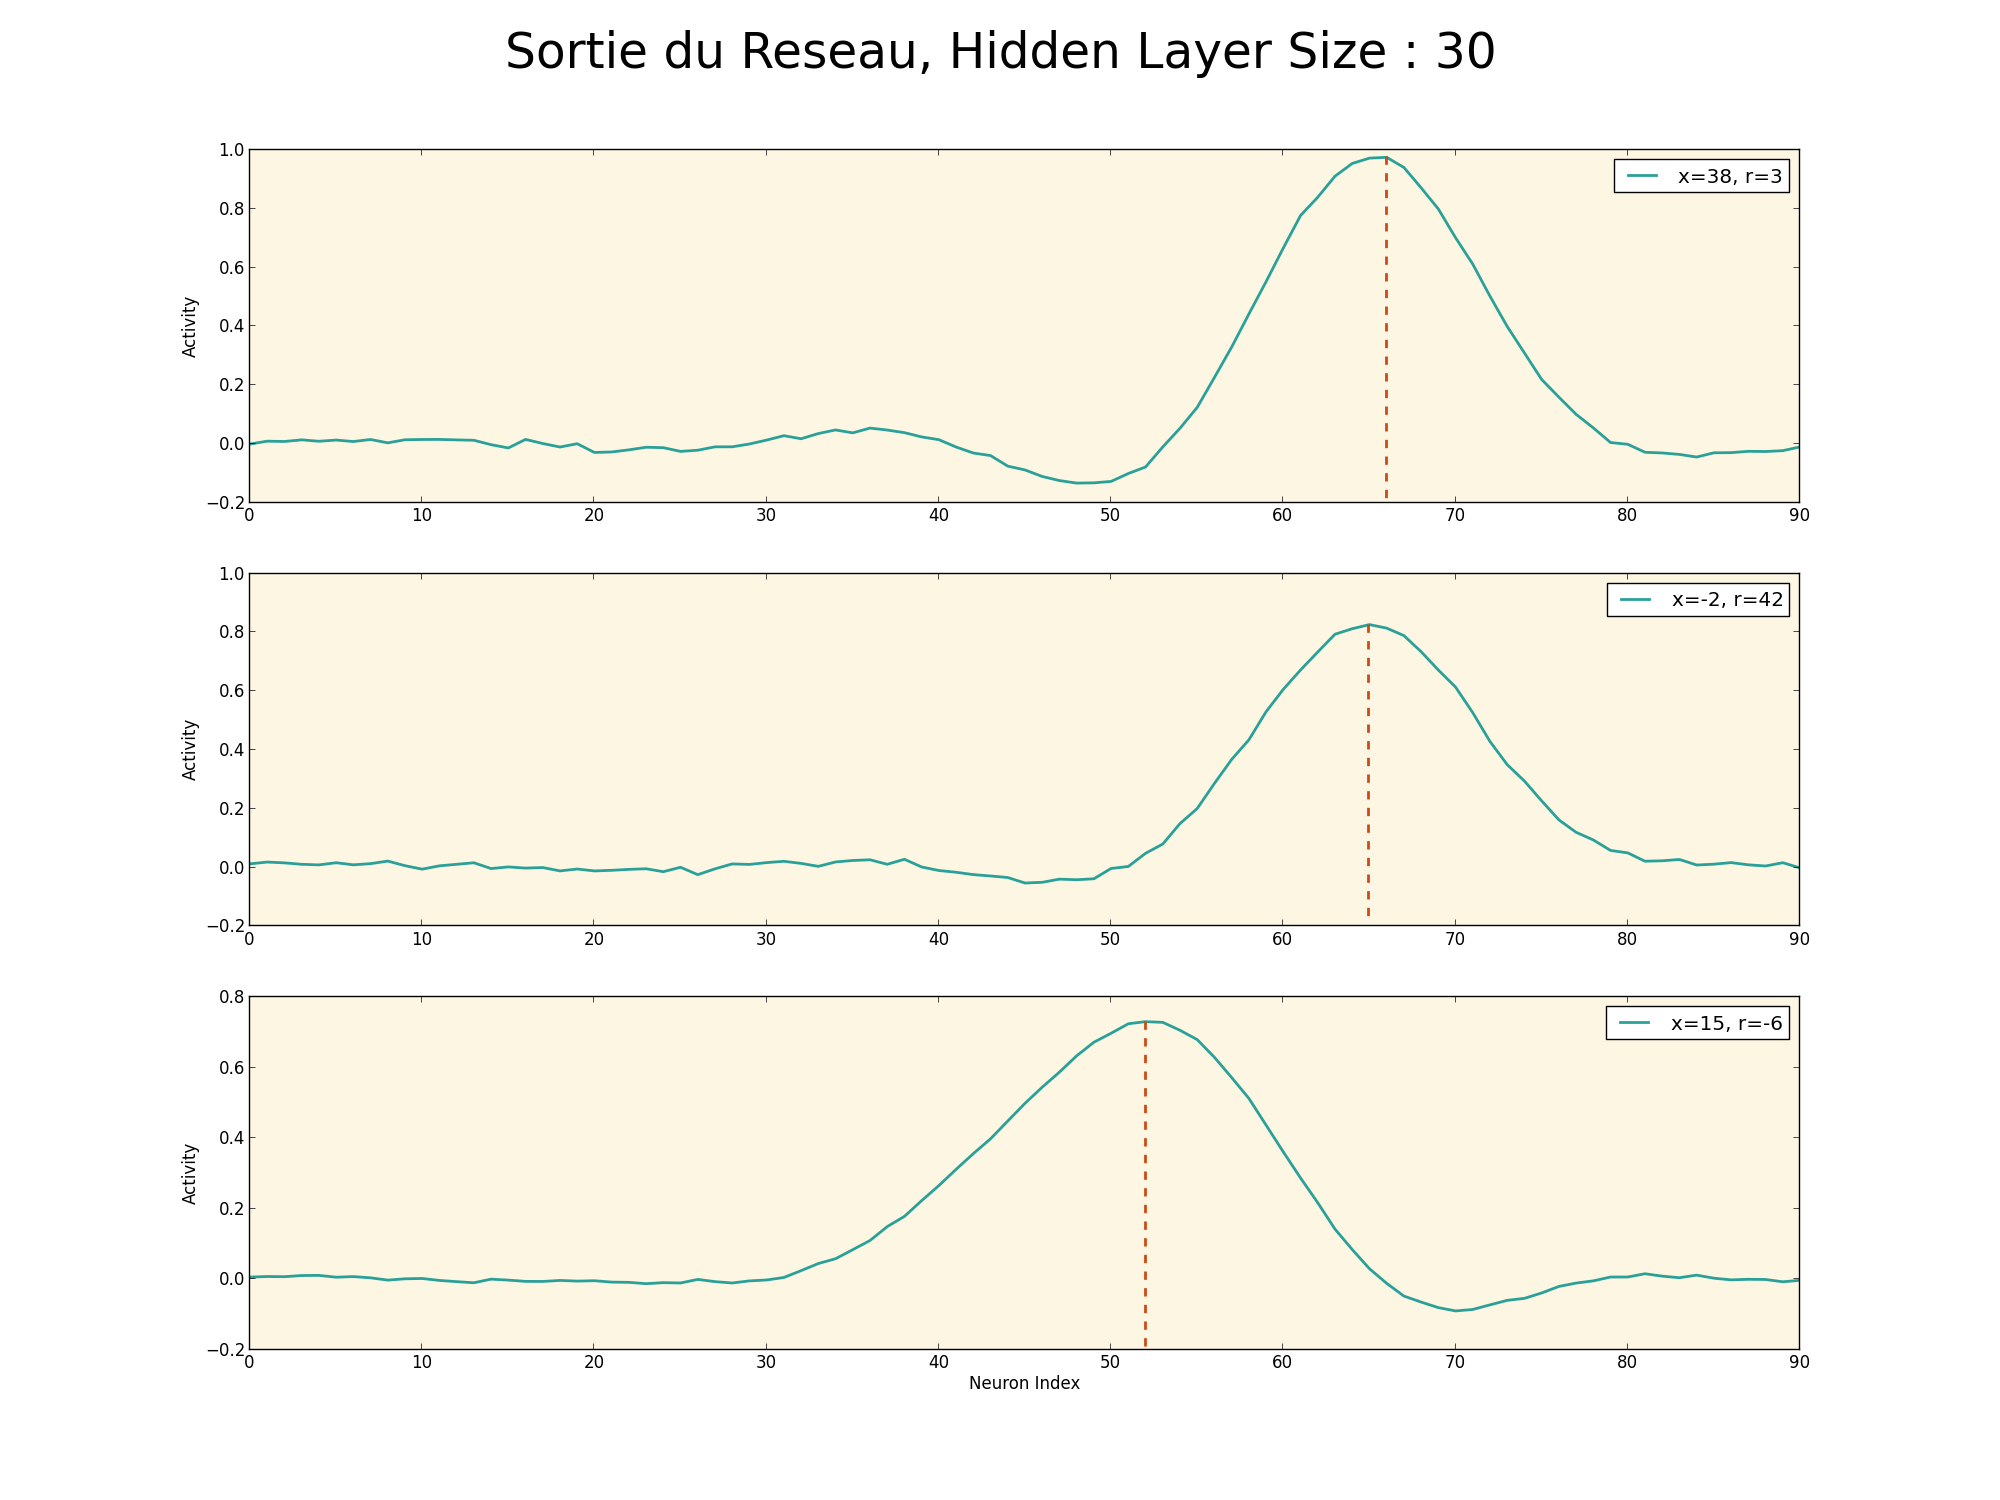 Sortie du Reseau, Hidden Layer Size : 30
1.0
0.8
0.6
0.4
0.2
0.0
−0.2
Activity
x=38, r=3
0 10 20 30 40 50 60 70 80 90
1.0
0.8
0.6
0.4
0.2
0.0
−0.2
Activity
x=-2, r=42
0 10 20 30 40 50 60 70 80 90
0.8
0.6
0.4
0.2
0.0
−0.2
Activity
x=15, r=-6
0 10 20 30 40 50 60 70 80 90
Neuron Index